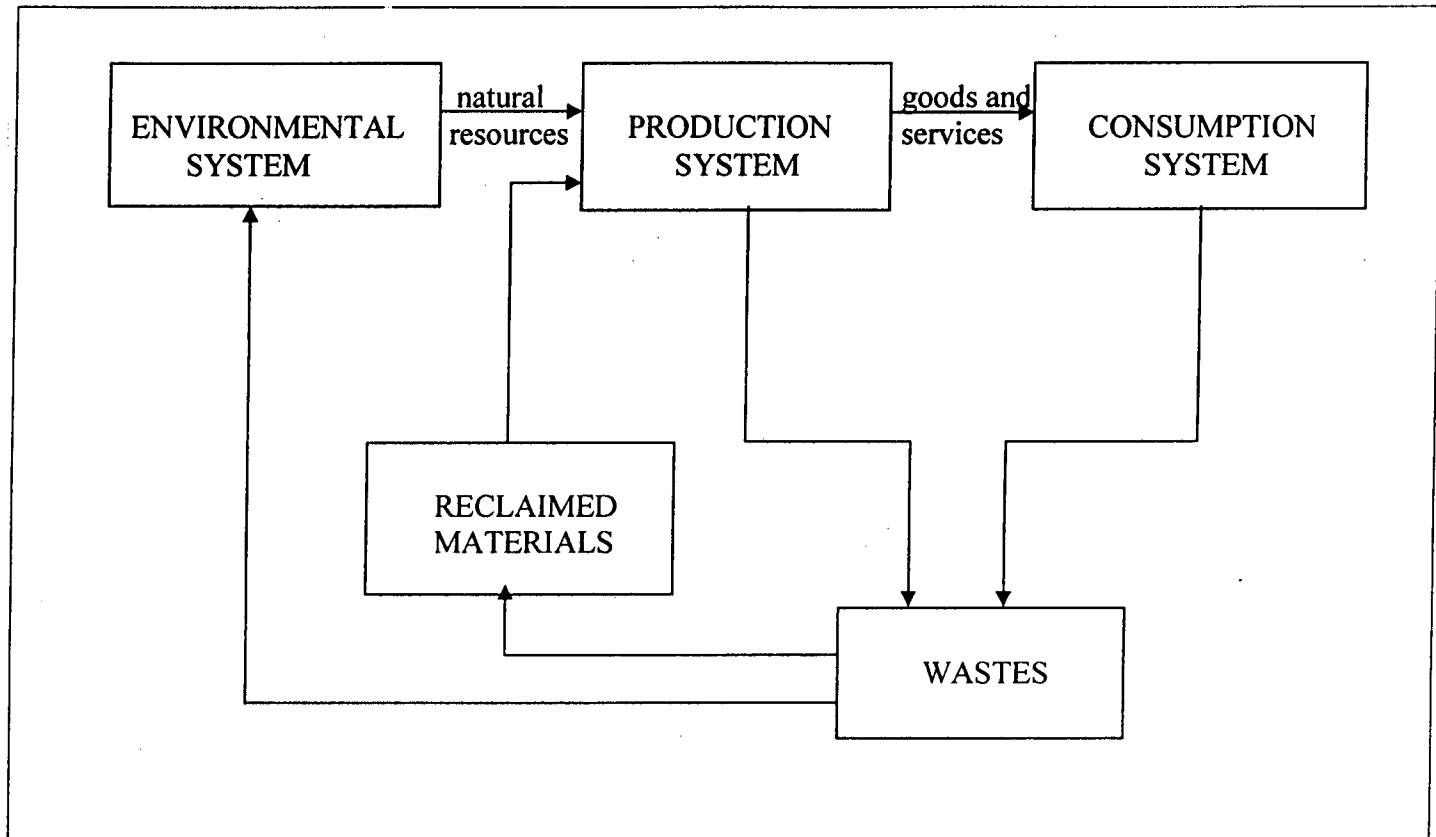 ENVIRONMENTAL
SYSTEM
natural
resources
PRODUCTION
SYSTEM
goods and
services
CONSUMPTION
SYSTEM
RECLAIMED
MATERIALS
WASTES